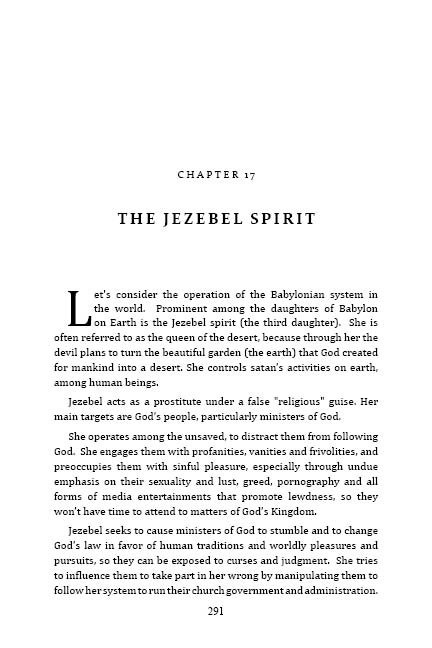 CHAPTER 17
THE JEZEBEL SPIRIT
Let's consider the operation of the Babylonian system in
the world. Prominent among the daughters of Babylon
on Earth is the Jezebel spirit (the third daughter). She is
often referred to as the queen of the desert, because through her the
devil plans to turn the beautiful garden (the earth) that God created
for mankind into a desert. She controls satan's activities on earth,
among human beings.
Jezebel acts as a prostitute under a false "religious" guise. Her
main targets are God's people, particularly ministers of God.
She operates among the unsaved, to distract them from following
God. She engages them with profanities, vanities and frivolities, and
preoccupies them with sinful pleasure, especially through undue
emphasis on their sexuality and lust, greed, pornography and all
forms of media entertainments that promote lewdness, so they
won't have time to attend to matters of God's Kingdom.
Jezebel seeks to cause ministers of God to stumble and to change
God's law in favor of human traditions and worldly pleasures and
pursuits, so they can be exposed to curses and judgment. She tries
to influence them to take part in her wrong by manipulating them to
follow her system to run their church government and administration.
291